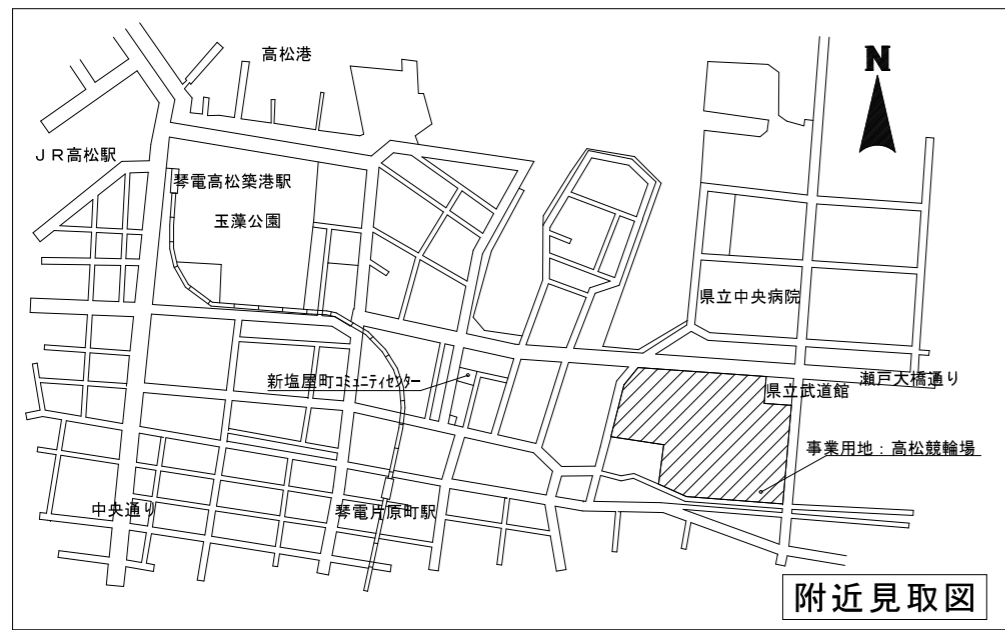 高松港
N
ＪＲ高松駅
琴電高松築港駅
玉藻公園
県立中央病院
新塩屋町ｺﾐｭﾆﾃｨｾﾝﾀｰ
瀬戸大橋通り
県立武道館
事業用地：高松競輪場
中央通り
琴電片原町駅
附近見取図